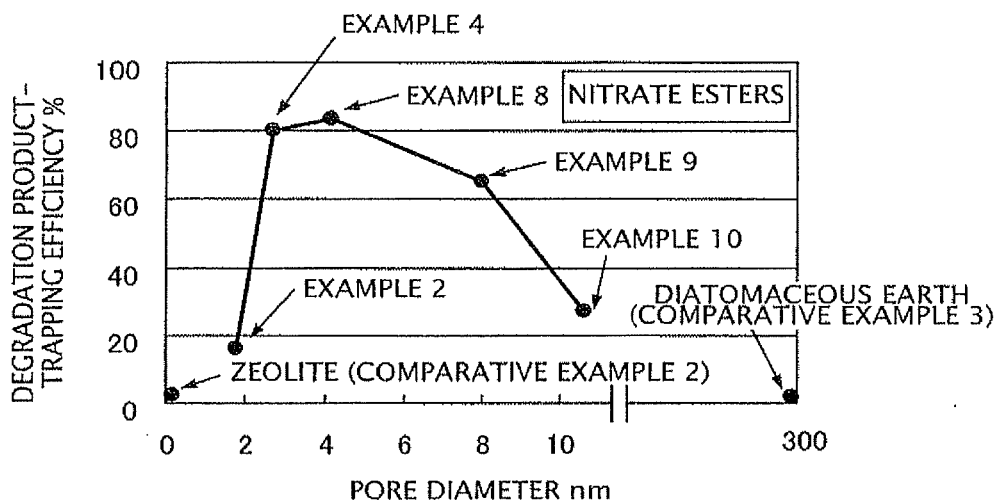 EXAMPLE 4
100
80
60
40
20
0
DEGRADATION PRODUCT-
TRAPPING EFFICIENCY %
EXAMPLE 8
NITRATE ESTERS
EXAMPLE 9
EXAMPLE 10
EXAMPLE 2
DIATOMACEOUS EARTH
(COMPARATIVE EXAMPLE 3)
ZEOLITE (COMPARATIVE EXAMPLE 2)
0 2 4 6 8 10 300
PORE DIAMETER nm